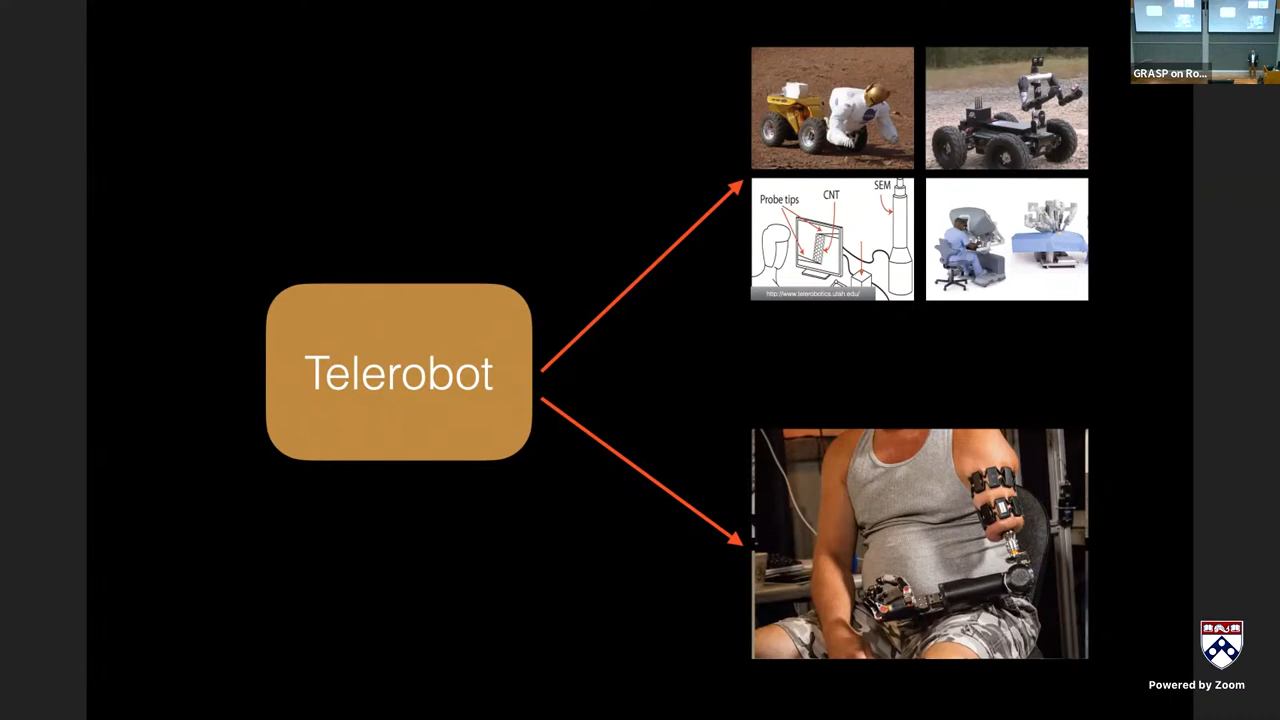 GRASP on Ro...
Probe tips
CNT
SEM
http://www.telerobotics.utah.edu/
Telerobot
Powered by Zoom